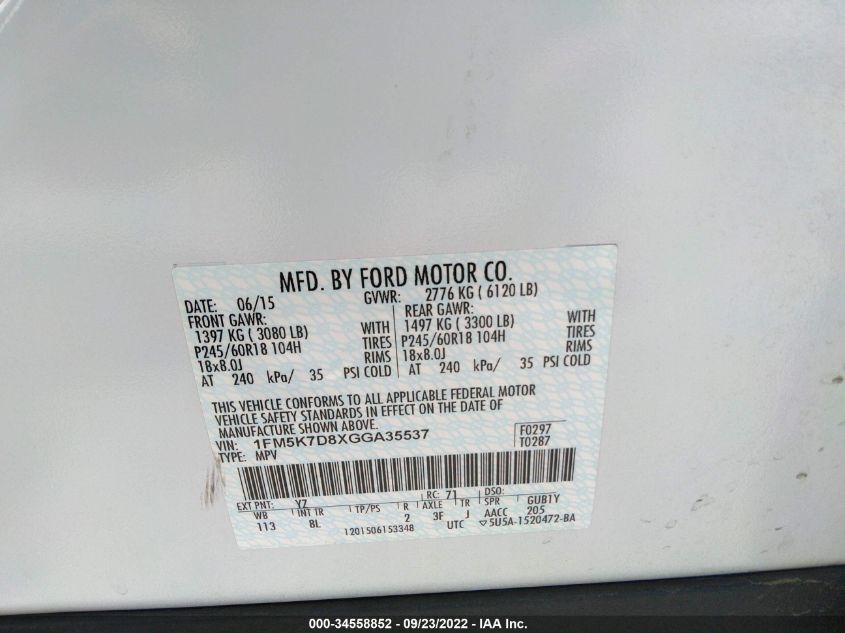 MFD. BY FORD MOTOR CO.
DATE: 06/15 GVWR: 2776 KG ( 6120 LB)
FRONT GAWR: REAR GAWR:
1397 KG ( 3080 LB) WITH 1497 KG ( 3300 LB) WITH
P245/60R18 104H TIRES P245/60R18 104H TIRES
18x8.0J RIMS 18x8.0J RIMS
AT 240 kPa/ 35 PSI COLD AT 240 kPa/ 35 PSI COLD
THIS VEHICLE CONFORMS TO ALL APPLICABLE FEDERAL MOTOR
VEHICLE SAFETY STANDARDS IN EFFECT ON THE DATE OF
MANUFACTURE SHOWN ABOVE.
VIN: 1FM5K7D8XGGA35537 F0297
TYPE: MPV T0287
EXT PNT: YZ RC: 71 DSO:
WB INT TR TP/PS R AXLE TR SPR GUB1Y
113 8L 2 3F J AACC 205
1201506153348 UTC ▽5U5A-1520472-BA
000-34558852 - 09/23/2022 - IAA Inc.